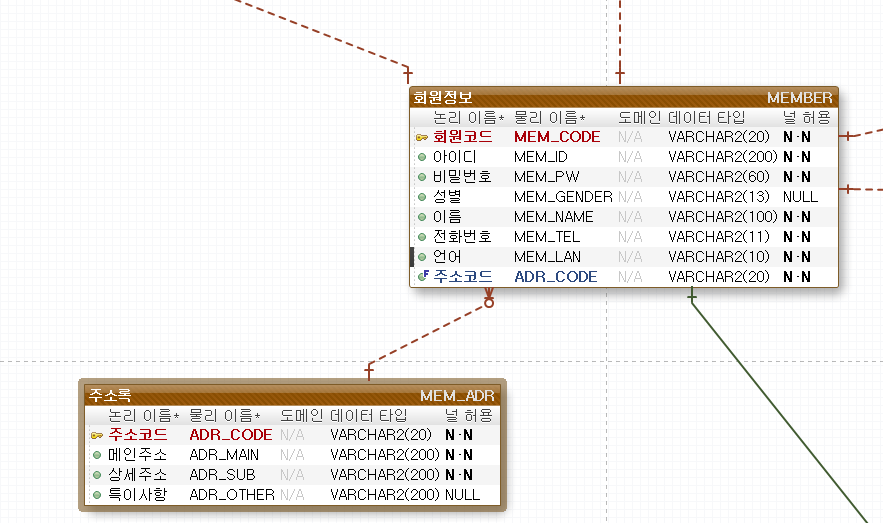 회원정보 MEMBER
논리 이름* 물리 이름* 도메인 데이터 타입 널 허용
회원코드 MEM_CODE N/A VARCHAR2(20) N·N
아이디 MEM_ID N/A VARCHAR2(200) N·N
비밀번호 MEM_PW N/A VARCHAR2(60) N·N
성별 MEM_GENDER N/A VARCHAR2(13) NULL
이름 MEM_NAME N/A VARCHAR2(100) N·N
전화번호 MEM_TEL N/A VARCHAR2(11) N·N
언어 MEM_LAN N/A VARCHAR2(10) N·N
F 주소코드 ADR_CODE N/A VARCHAR2(20) N·N
주소록 MEM_ADR
논리 이름* 물리 이름* 도메인 데이터 타입 널 허용
주소코드 ADR_CODE N/A VARCHAR2(20) N·N
메인주소 ADR_MAIN N/A VARCHAR2(200) N·N
상세주소 ADR_SUB N/A VARCHAR2(200) N·N
특이사항 ADR_OTHER N/A VARCHAR2(200) NULL